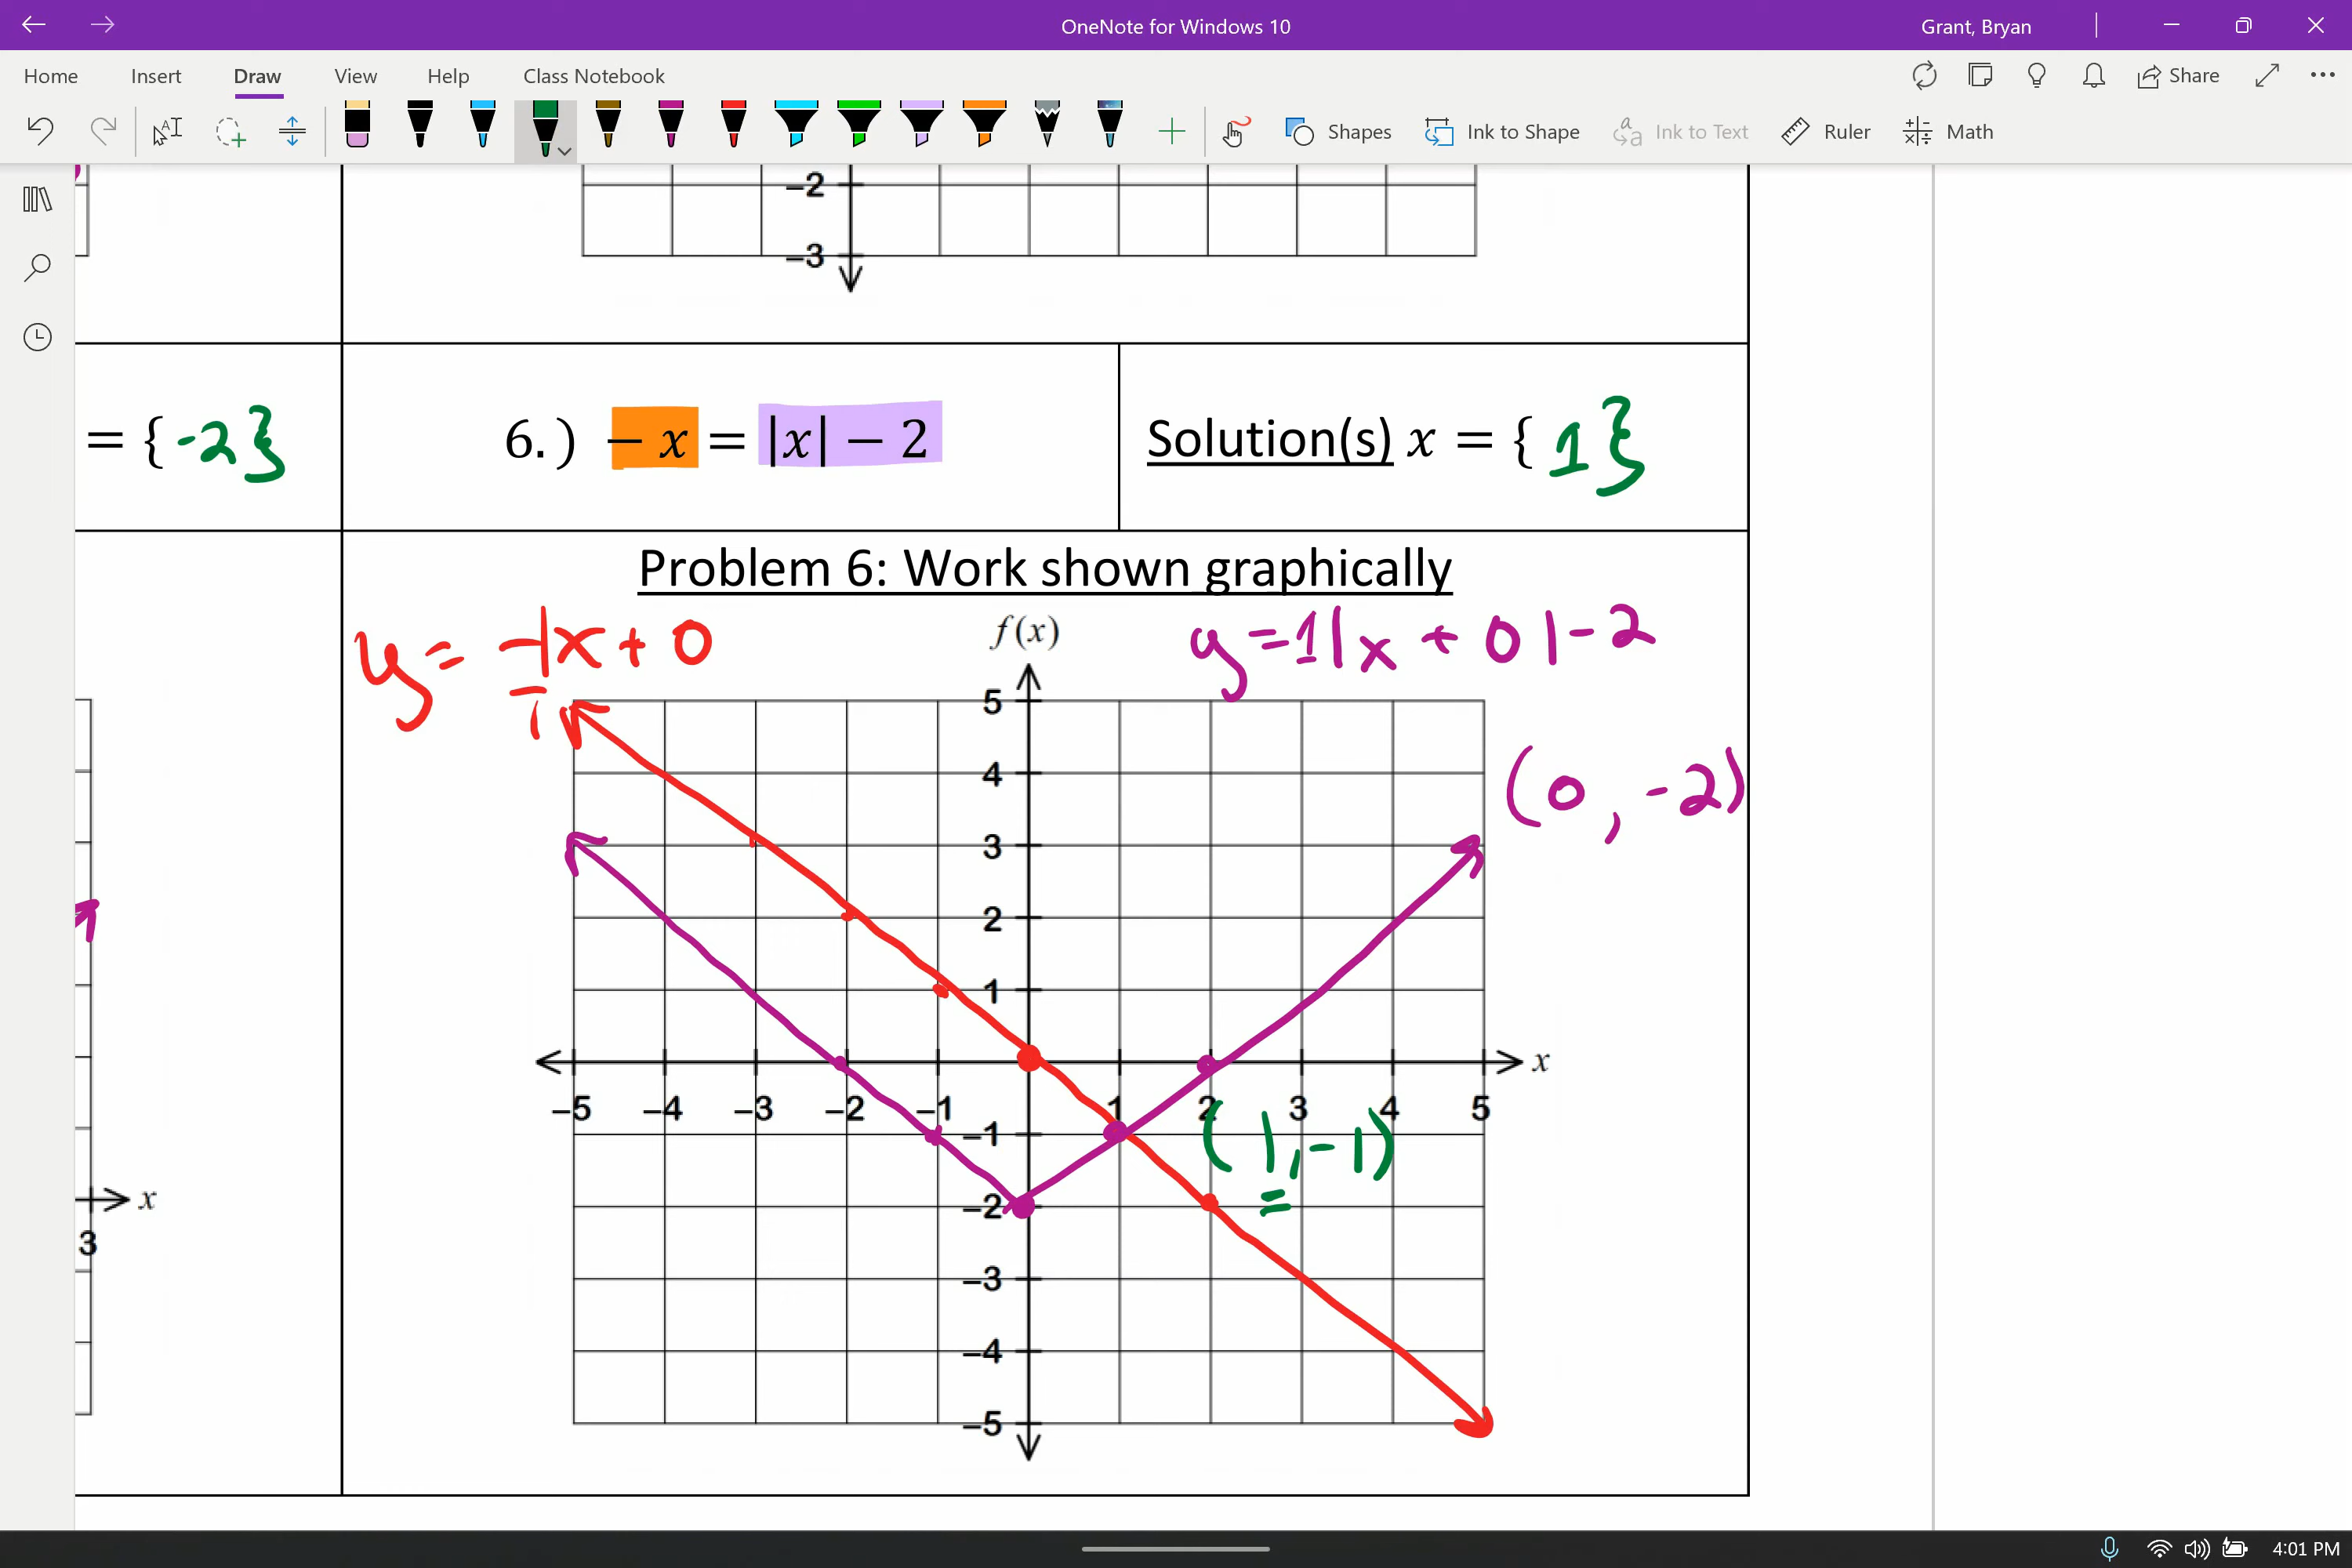 OneNote for Windows 10
Grant, Bryan
Home Insert Draw View Help Class Notebook
Share
Shapes Ink to Shape Ink to Text Ruler Math
-2
-3
= {-2}
6.) - x = |x| - 2
Solution(s) x = { 1}
Problem 6: Work shown graphically
y = -1/1 x + 0
f(x)
y = 1|x + 0|-2
(0, -2)
5
4
3
2
1
x
-5 -4 -3 -2 -1 1 2 3 4 5
-1
(1,-1)
-2
-3
-4
-5
x
3
4:01 PM